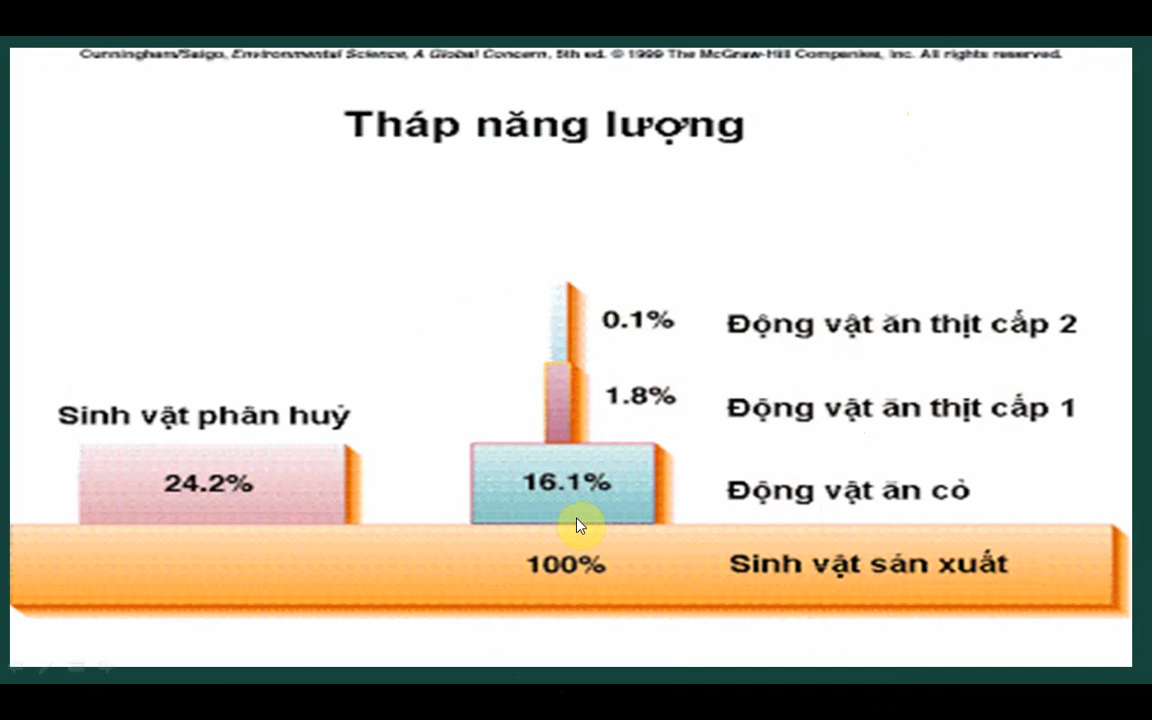 Cunningham/Saigo, Environmental Science, A Global Concern, 5th ed. © 1999 The McGraw-Hill Companies, Inc. All rights reserved.
Tháp năng lượng
0.1% Động vật ăn thịt cấp 2
1.8% Động vật ăn thịt cấp 1
Sinh vật phân huỷ
24.2% 16.1% Động vật ăn cỏ
100% Sinh vật sản xuất